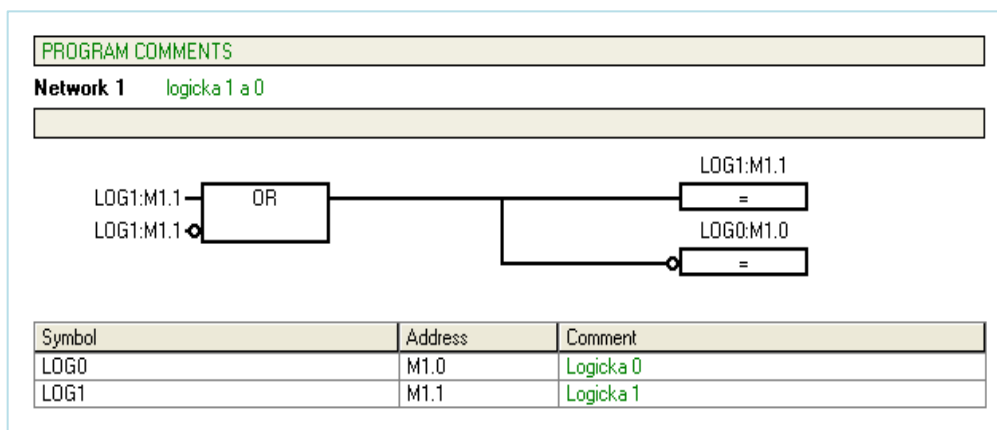 PROGRAM COMMENTS
Network 1 logicka 1 a 0
LOG1:M1.1
LOG1:M1.1 OR =
LOG1:M1.1 LOG0:M1.0
=
Symbol Address Comment
LOG0 M1.0 Logicka 0
LOG1 M1.1 Logicka 1